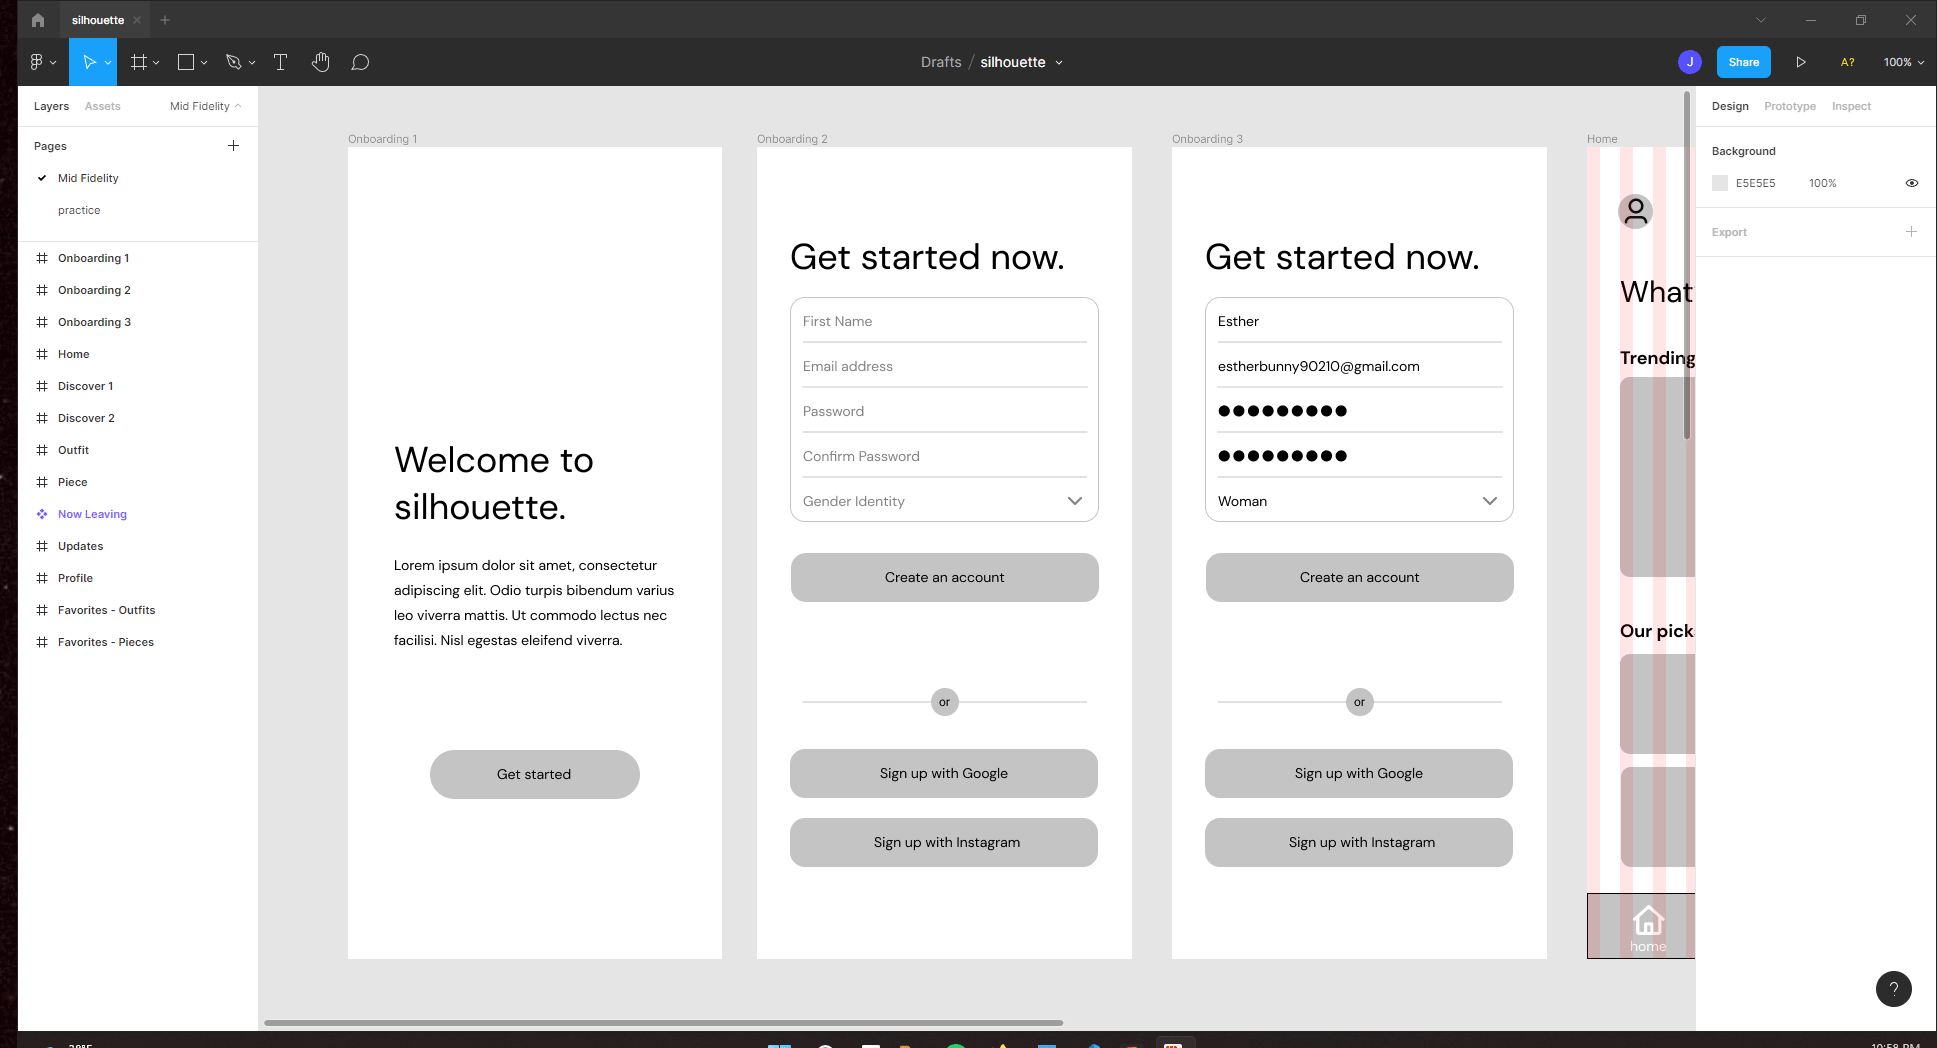 silhouette
Drafts / silhouette
J
Share
A?
100%
Layers
Assets
Mid Fidelity
Pages
Mid Fidelity
practice
Onboarding 1
Onboarding 2
Onboarding 3
Home
Discover 1
Discover 2
Outfit
Piece
Now Leaving
Updates
Profile
Favorites - Outfits
Favorites - Pieces
Onboarding 1
Welcome to
silhouette.
Lorem ipsum dolor sit amet, consectetur
adipiscing elit. Odio turpis bibendum varius
leo viverra mattis. Ut commodo lectus nec
facilisi. Nisl egestas eleifend viverra.
Get started
Onboarding 2
Get started now.
First Name
Email address
Password
Confirm Password
Gender Identity
Create an account
or
Sign up with Google
Sign up with Instagram
Onboarding 3
Get started now.
Esther
estherbunny90210@gmail.com
Woman
Create an account
or
Sign up with Google
Sign up with Instagram
Home
What
Trending
Our picks
home
Design
Prototype
Inspect
Background
E5E5E5
100%
Export
?
10:58 PM